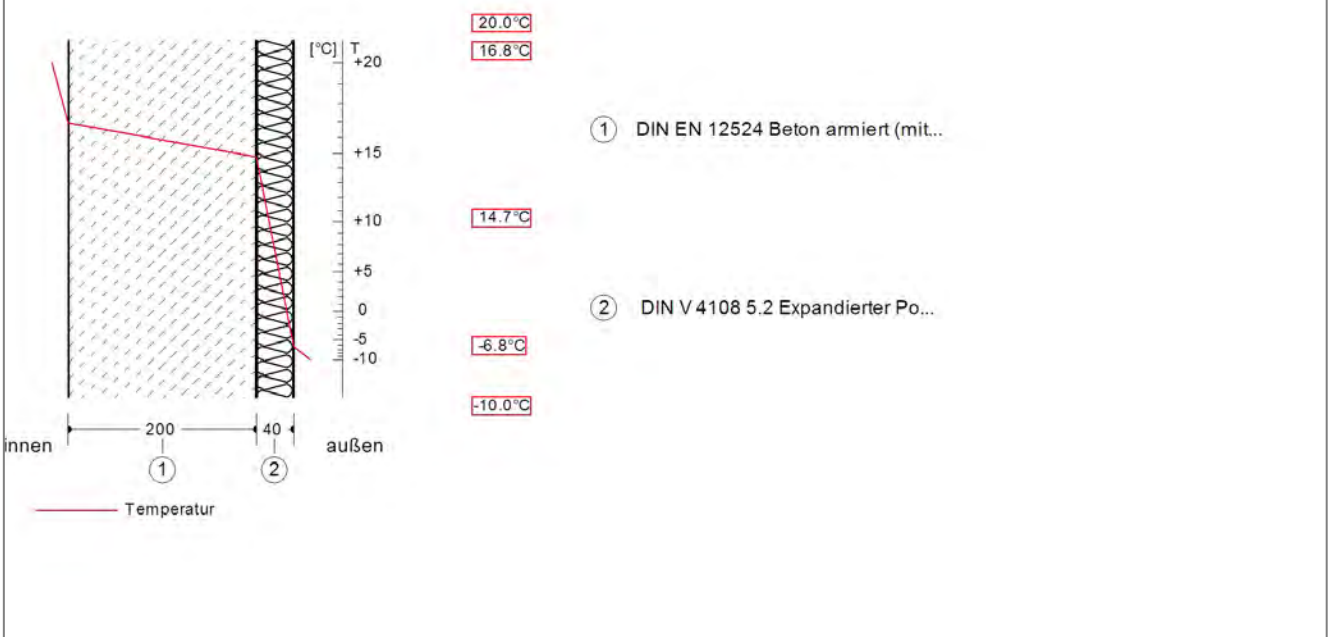 20.0°C
[°C] T
16.8°C
+20
① DIN EN 12524 Beton armiert (mit...
+15
14.7°C
+10
+5
0
② DIN V 4108 5.2 Expandierter Po...
-5
-6.8°C
-10
-10.0°C
200
40
innen
außen
①
②
Temperatur